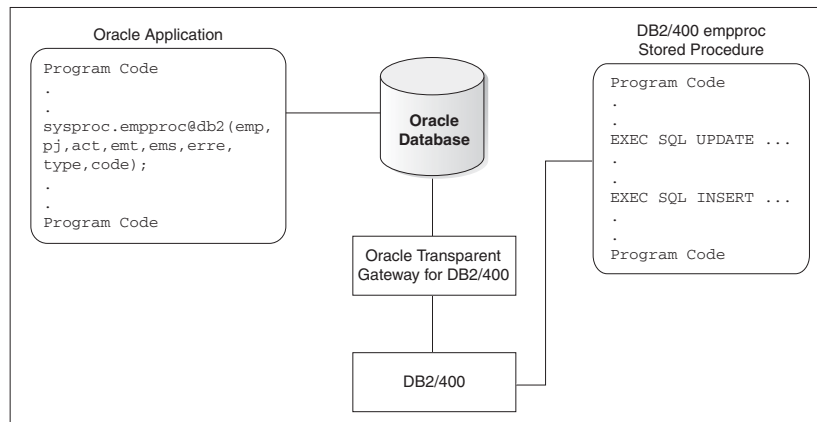 Oracle Application
Program Code
.
.
sysproc.empproc@db2(emp,
pj,act,emt,ems,erre,
type,code);
.
.
Program Code
Oracle
Database
Oracle Transparent
Gateway for DB2/400
DB2/400
DB2/400 empproc
Stored Procedure
Program Code
.
.
EXEC SQL UPDATE ...
.
.
EXEC SQL INSERT ...
.
.
Program Code